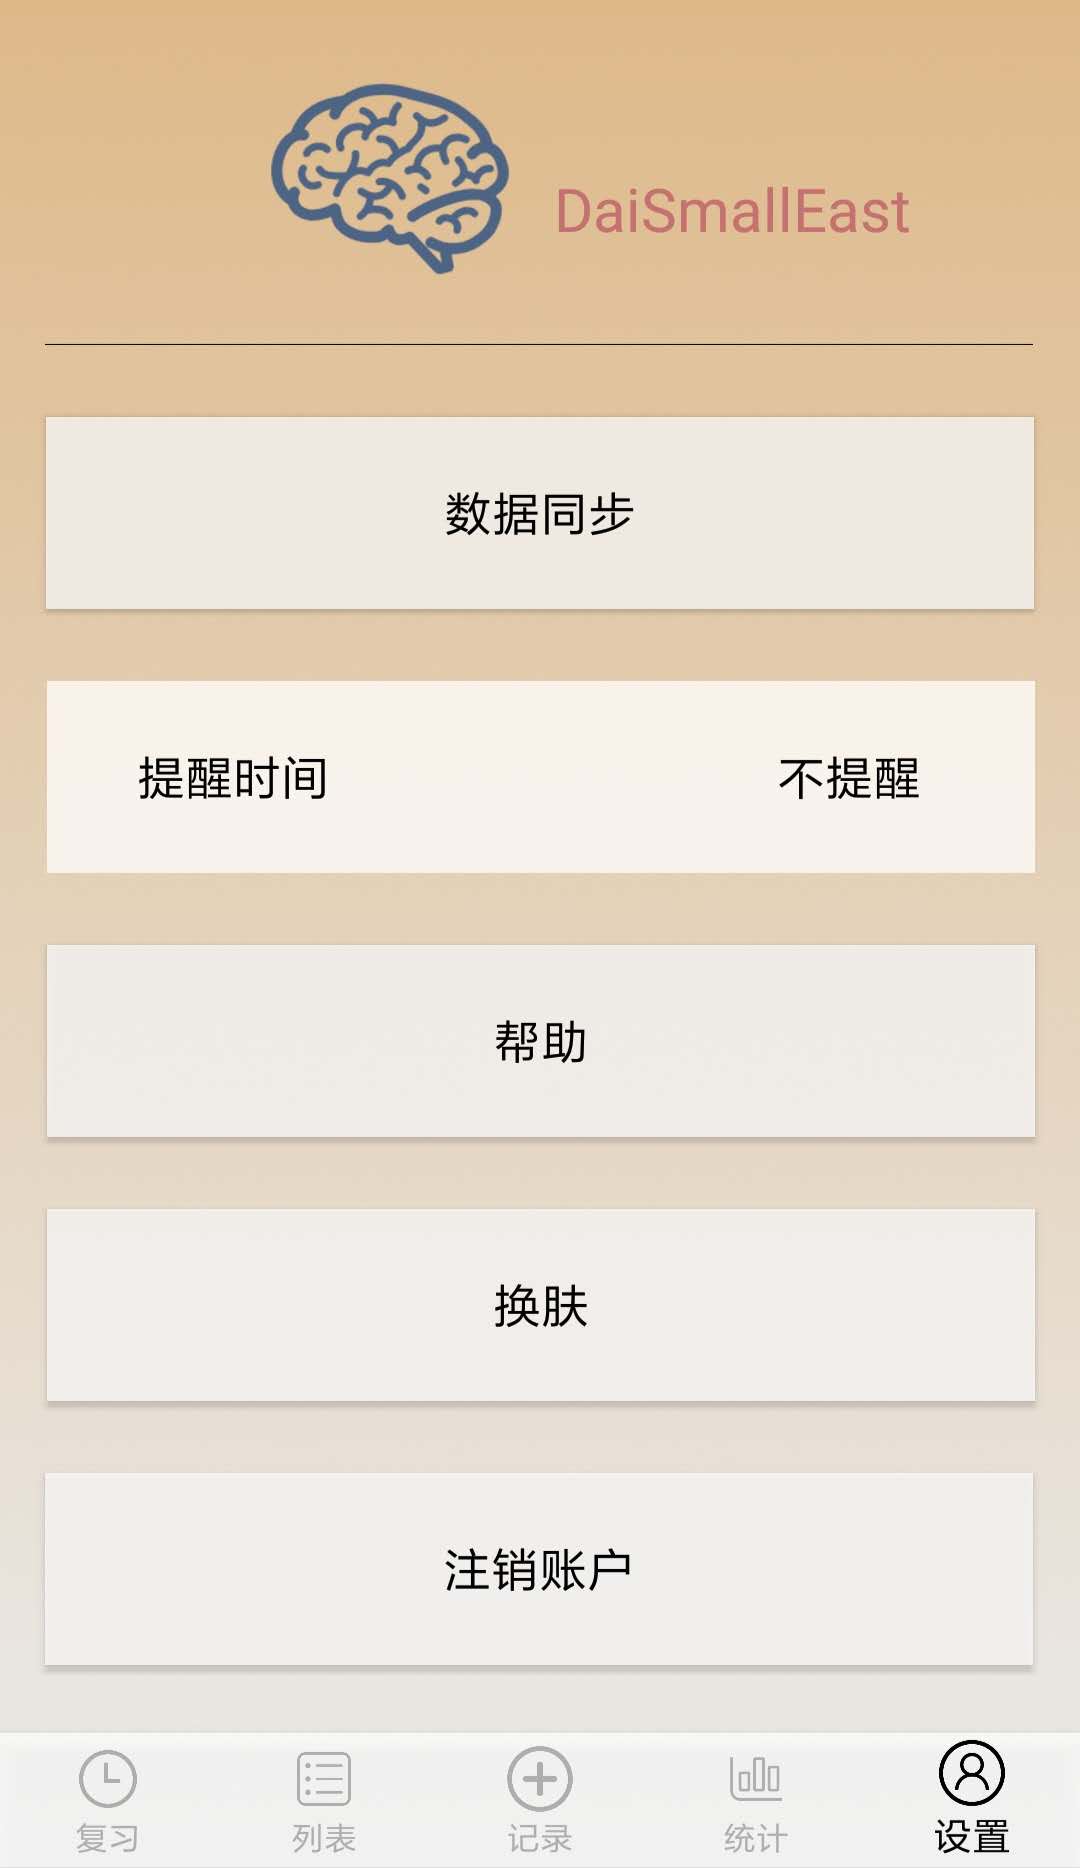 DaiSmallEast
数据同步
提醒时间 不提醒
帮助
换肤
注销账户
复习 列表 记录 统计 设置